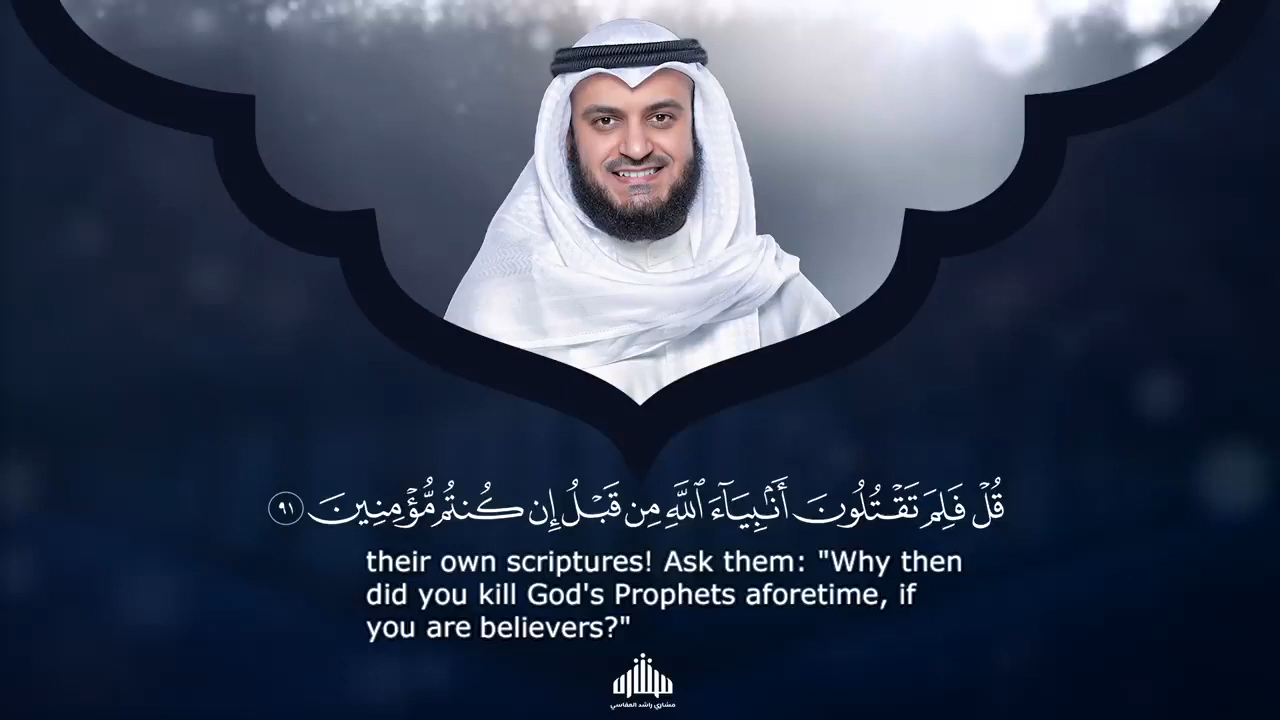 قُلْ فَلِمَ تَقْتُلُونَ أَنۢبِيَآءَ ٱللَّهِ مِن قَبْلُ إِن كُنتُم مُّؤْمِنِينَ ٩١
their own scriptures! Ask them: "Why then
did you kill God's Prophets aforetime, if
you are believers?"
مشاري راشد العفاسي